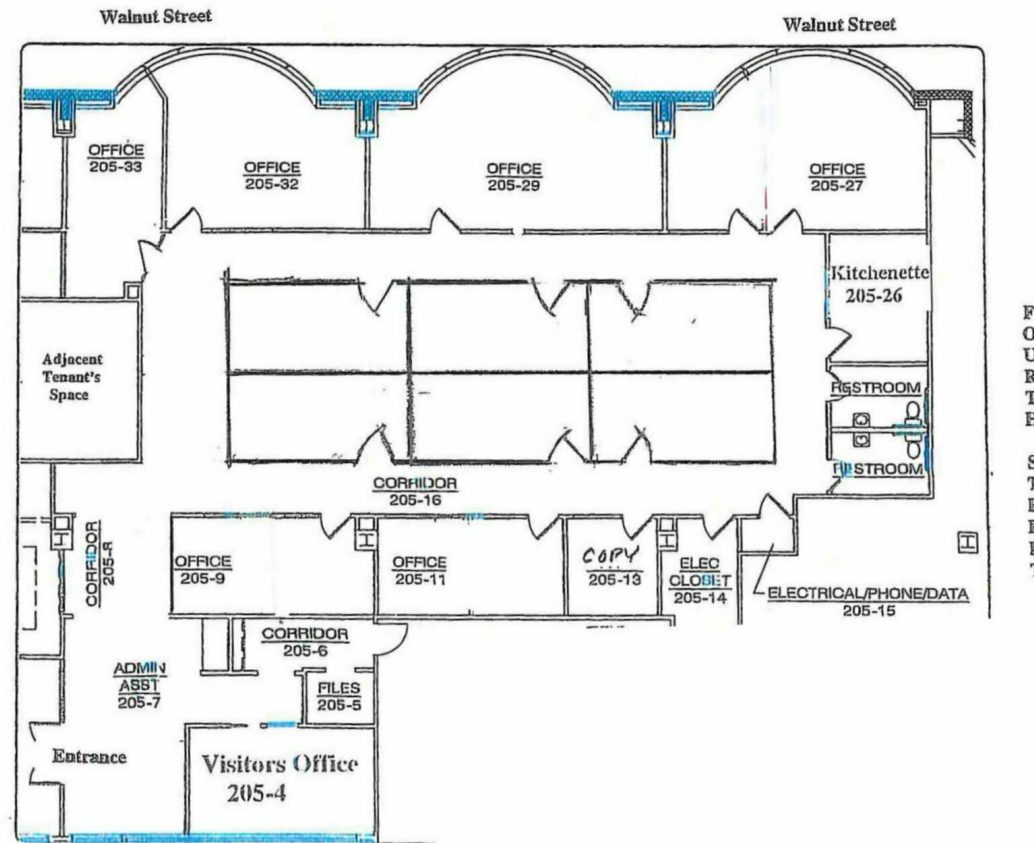 Walnut Street
Walnut Street
OFFICE
205-33
OFFICE
205-32
OFFICE
205-29
OFFICE
205-27
Kitchenette
205-26
Adjacent
Tenant's
Space
RESTROOM
RESTROOM
CORRIDOR
205-16
CORRIDOR
205-8
OFFICE
205-9
OFFICE
205-11
COPY
205-13
ELEC
CLOSET
205-14
ELECTRICAL/PHONE/DATA
205-15
CORRIDOR
205-6
ADMIN
ASST
205-7
FILES
205-5
Entrance
Visitors Office
205-4